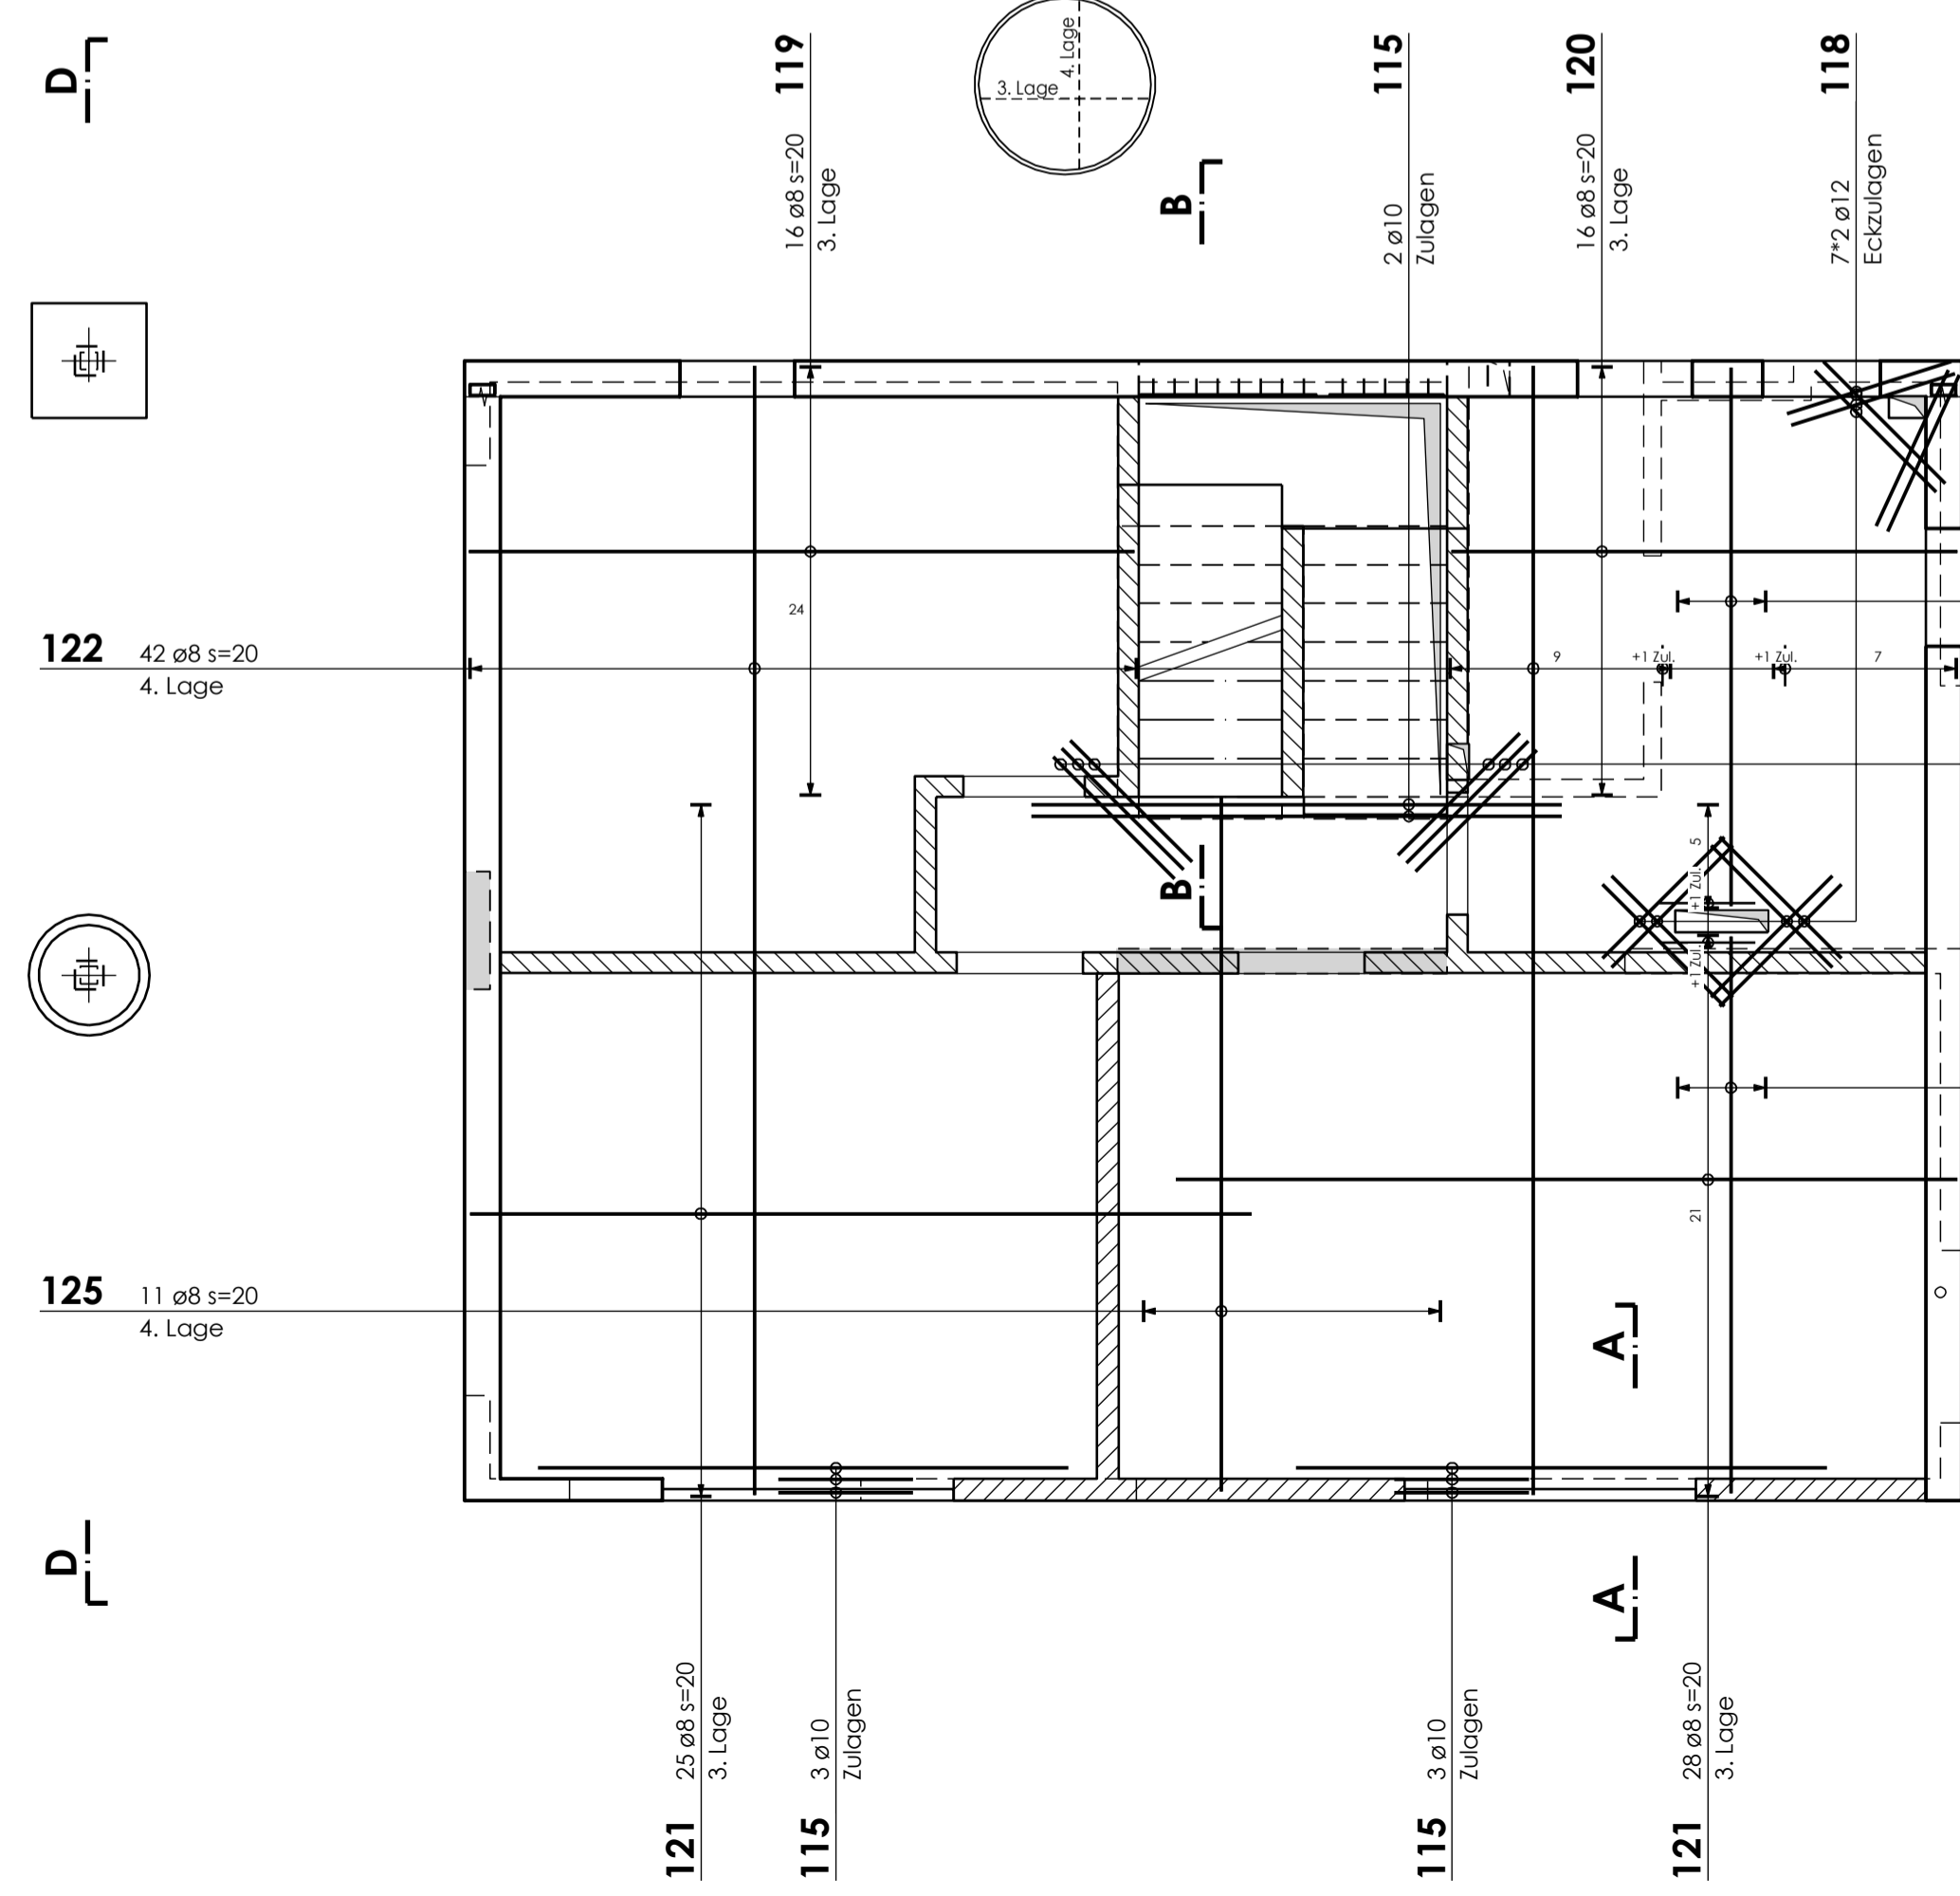 D
119
16 ø8 s=20
3. Lage
3. Lage
4. Lage
B
115
2 ø10
Zulagen
120
16 ø8 s=20
3. Lage
118
7*2 ø12
Eckzulagen
24
122 42 ø8 s=20
4. Lage
9
+1 Zul.
+1 Zul.
7
B
5
+1 Zul.
+1 Zul.
21
125 11 ø8 s=20
4. Lage
A
D
A
121
25 ø8 s=20
3. Lage
115
3 ø10
Zulagen
115
3 ø10
Zulagen
121
28 ø8 s=20
3. Lage